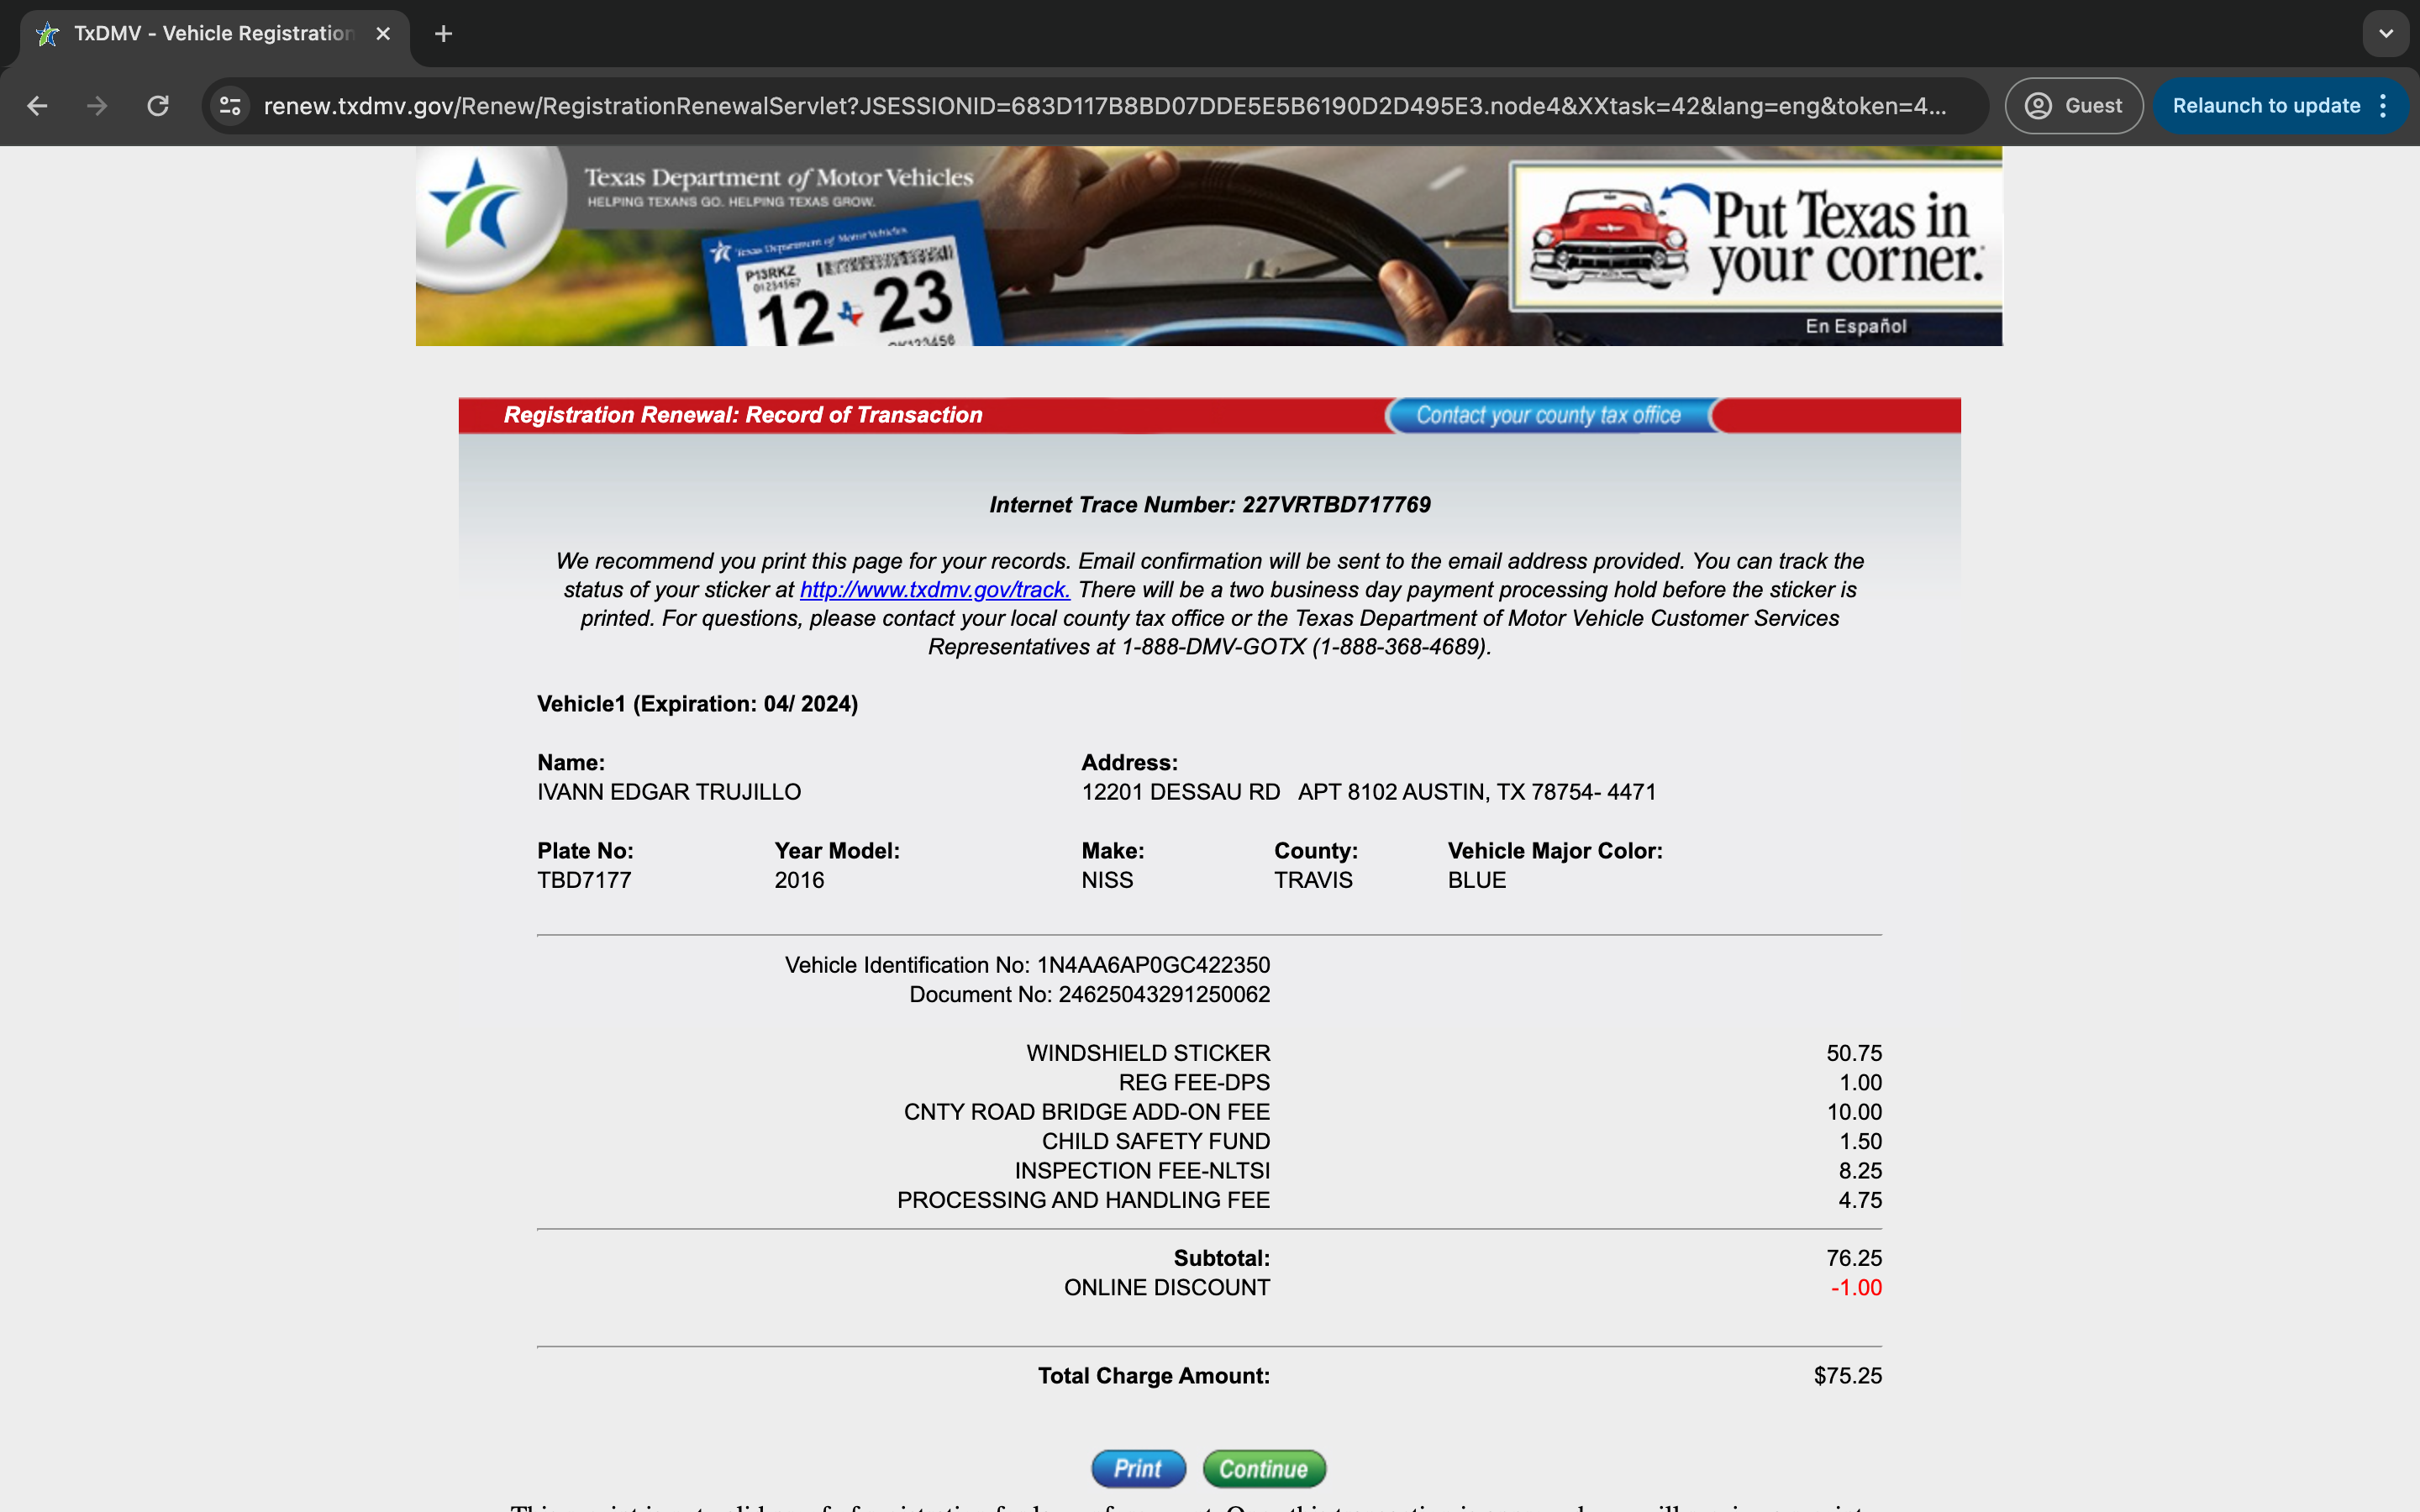 TxDMV - Vehicle Registration
renew.txdmv.gov/Renew/RegistrationRenewalServlet?JSESSIONID=683D117B8BD07DDE5E5B6190D2D495E3.node4&XXtask=42&lang=eng&token=4...
Guest
Relaunch to update
Texas Department of Motor Vehicles
HELPING TEXANS GO. HELPING TEXAS GROW.
Texas Department of Motor Vehicles
P13RKZ
01234567
12 23
Put Texas in
your corner.
En Español
Registration Renewal: Record of Transaction
Contact your county tax office
Internet Trace Number: 227VRTBD717769
We recommend you print this page for your records. Email confirmation will be sent to the email address provided. You can track the
status of your sticker at http://www.txdmv.gov/track. There will be a two business day payment processing hold before the sticker is
printed. For questions, please contact your local county tax office or the Texas Department of Motor Vehicle Customer Services
Representatives at 1-888-DMV-GOTX (1-888-368-4689).
Vehicle1 (Expiration: 04/ 2024)
Name: Address:
IVANN EDGAR TRUJILLO 12201 DESSAU RD APT 8102 AUSTIN, TX 78754- 4471
Plate No: Year Model: Make: County: Vehicle Major Color:
TBD7177 2016 NISS TRAVIS BLUE
Vehicle Identification No: 1N4AA6AP0GC422350
Document No: 24625043291250062
WINDSHIELD STICKER 50.75
REG FEE-DPS 1.00
CNTY ROAD BRIDGE ADD-ON FEE 10.00
CHILD SAFETY FUND 1.50
INSPECTION FEE-NLTSI 8.25
PROCESSING AND HANDLING FEE 4.75
Subtotal: 76.25
ONLINE DISCOUNT -1.00
Total Charge Amount: $75.25
Print Continue